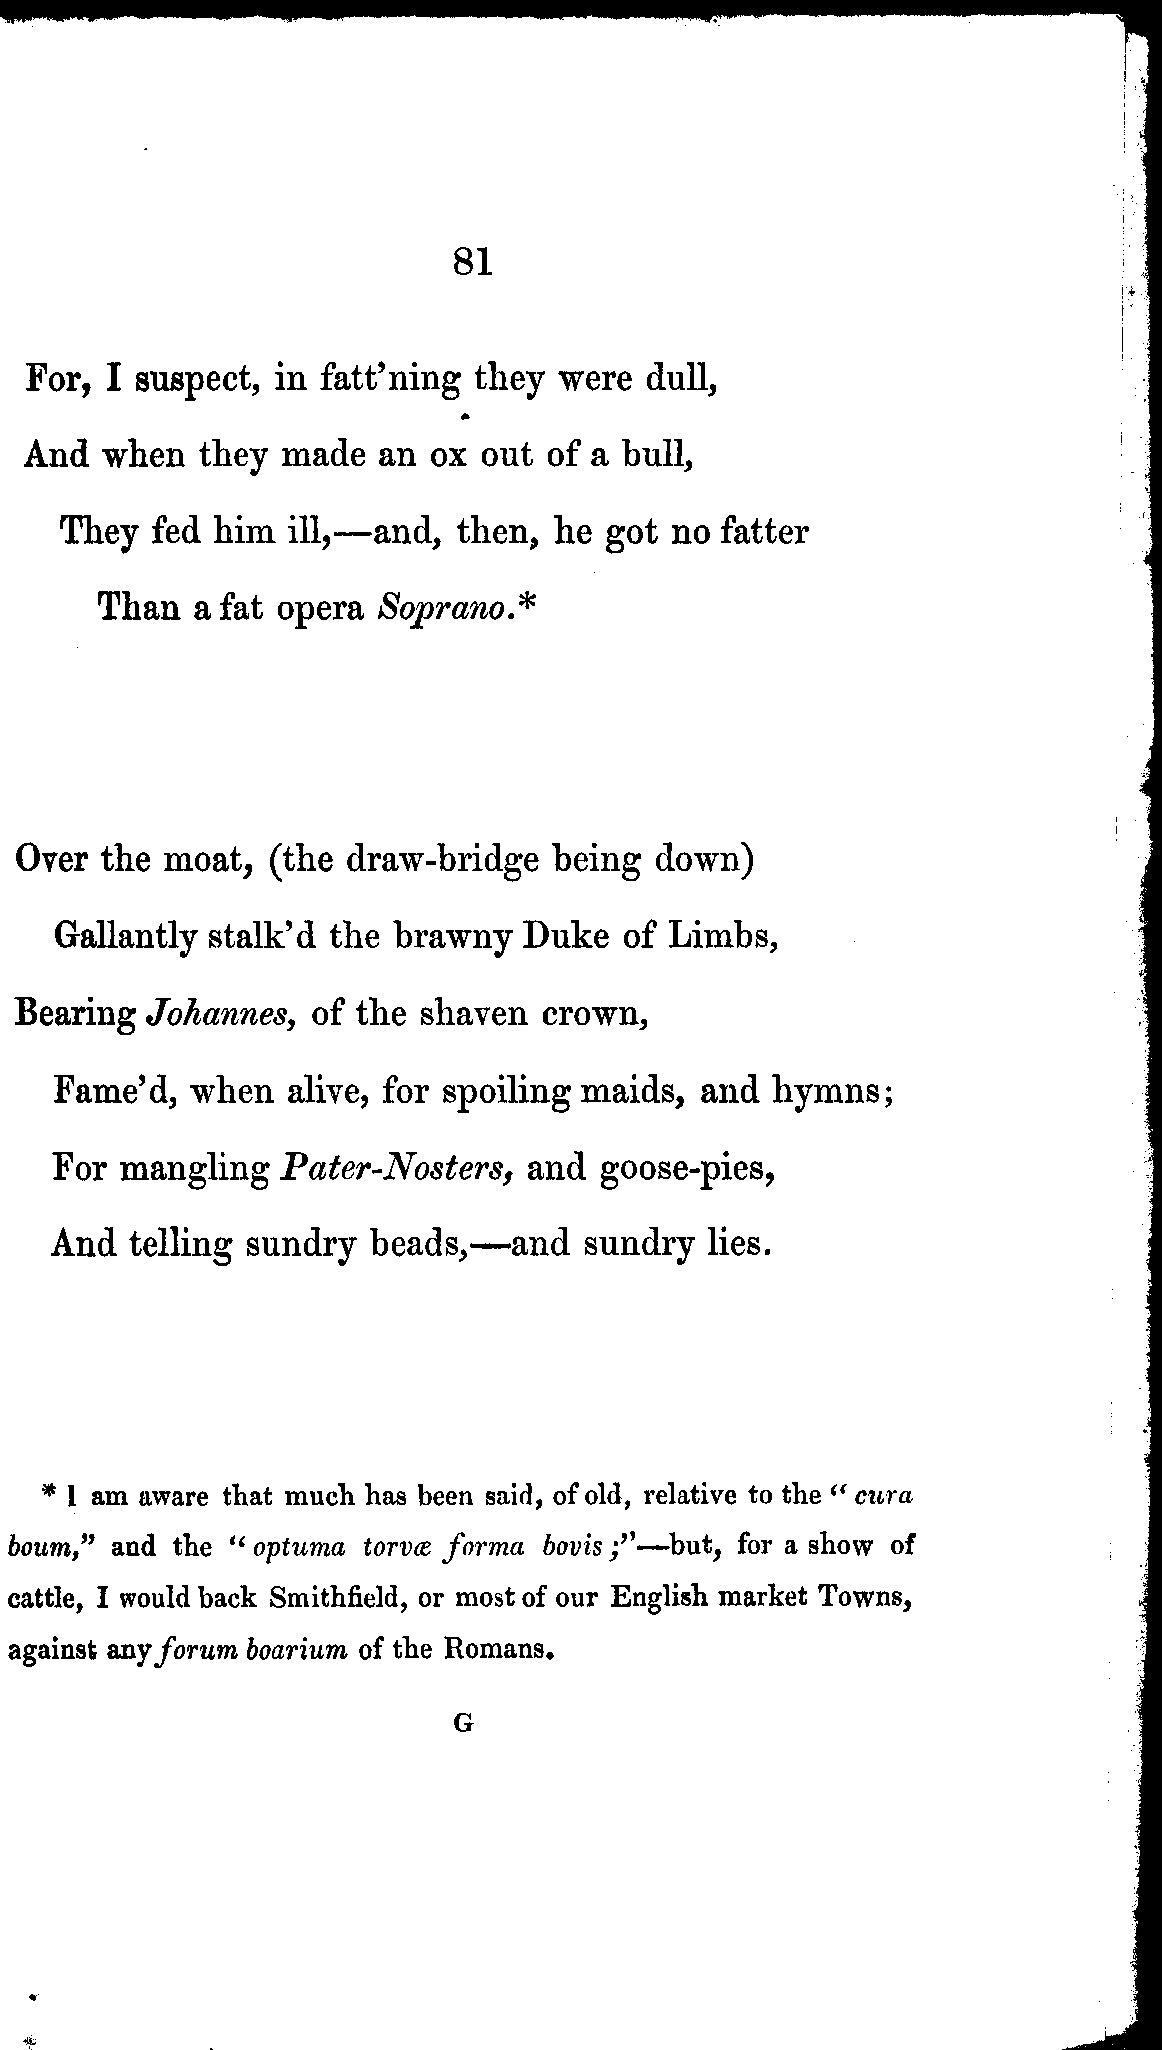 81
For, I suspect, in fatt'ning they were dull,
And when they made an ox out of a bull,
They fed him ill,—and, then, he got no fatter
Than a fat opera Soprano.*
Over the moat, (the draw-bridge being down)
Gallantly stalk'd the brawny Duke of Limbs,
Bearing Johannes, of the shaven crown,
Fame'd, when alive, for spoiling maids, and hymns;
For mangling Pater-Nosters, and goose-pies,
And telling sundry beads,—and sundry lies.
* I am aware that much has been said, of old, relative to the "cura
boum," and the "optuma torvæ forma bovis;"—but, for a show of
cattle, I would back Smithfield, or most of our English market Towns,
against any forum boarium of the Romans.
G